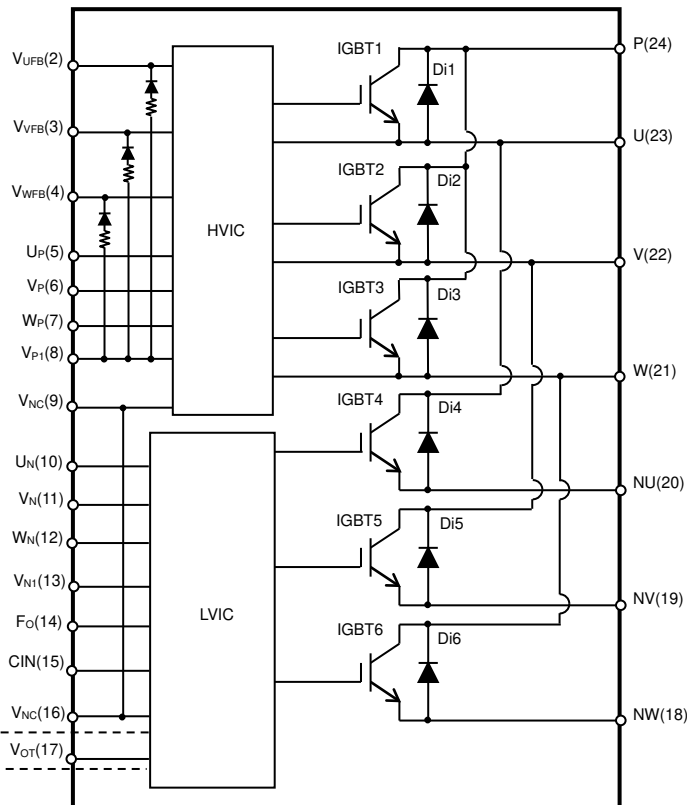 VUFB(2)
VVFB(3)
VWFB(4)
UP(5)
VP(6)
WP(7)
VP1(8)
VNC(9)
UN(10)
VN(11)
WN(12)
VN1(13)
FO(14)
CIN(15)
VNC(16)
VOT(17)
HVIC
LVIC
IGBT1
Di1
IGBT2
Di2
IGBT3
Di3
IGBT4
Di4
IGBT5
Di5
IGBT6
Di6
P(24)
U(23)
V(22)
W(21)
NU(20)
NV(19)
NW(18)